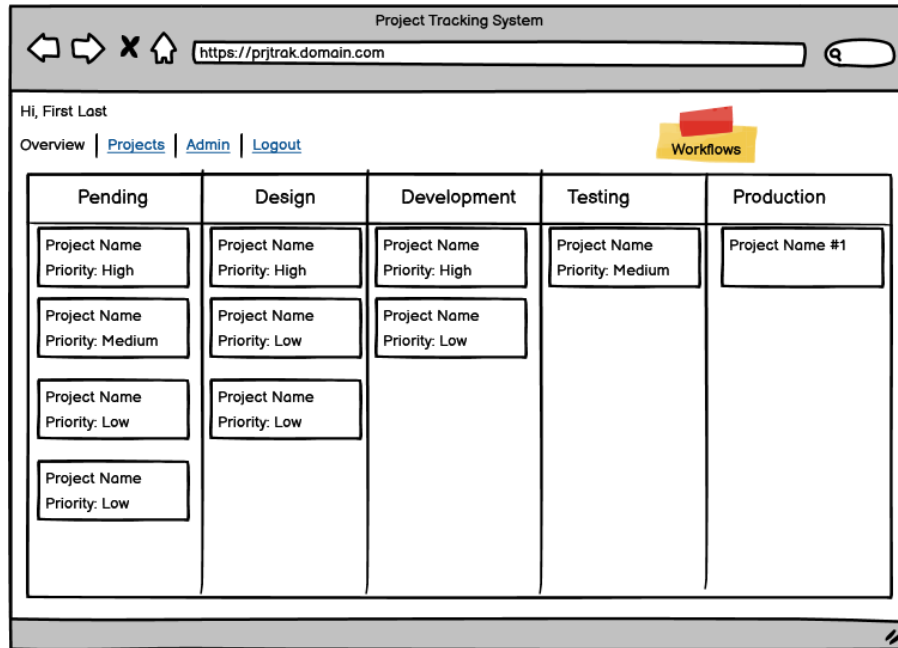 Project Tracking System
https://prjtrak.domain.com
Hi, First Last
Overview Projects Admin Logout
Workflows
Pending Design Development Testing Production
Project Name Project Name Project Name Project Name Project Name #1
Priority: High Priority: High Priority: High Priority: Medium
Project Name Project Name Project Name
Priority: Medium Priority: Low Priority: Low
Project Name Project Name
Priority: Low Priority: Low
Project Name
Priority: Low